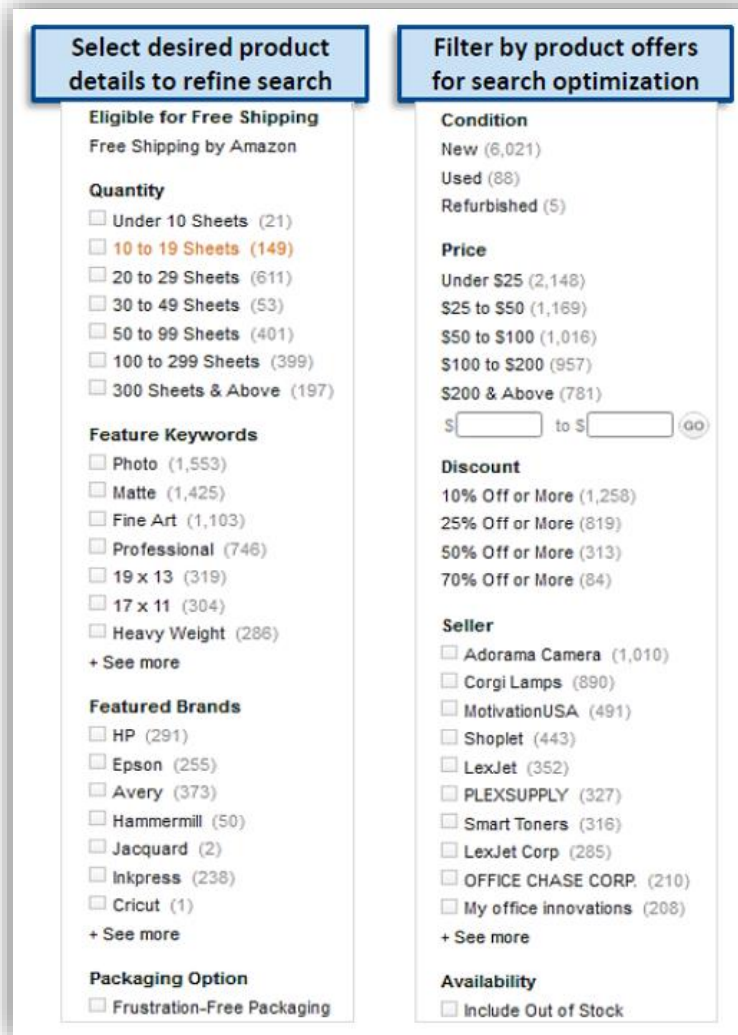 Select desired product
details to refine search
Eligible for Free Shipping
Free Shipping by Amazon
Quantity
Under 10 Sheets (21)
10 to 19 Sheets (149)
20 to 29 Sheets (611)
30 to 49 Sheets (53)
50 to 99 Sheets (401)
100 to 299 Sheets (399)
300 Sheets & Above (197)
Feature Keywords
Photo (1,553)
Matte (1,425)
Fine Art (1,103)
Professional (746)
19 x 13 (319)
17 x 11 (304)
Heavy Weight (286)
+ See more
Featured Brands
HP (291)
Epson (255)
Avery (373)
Hammermill (50)
Jacquard (2)
Inkpress (238)
Cricut (1)
+ See more
Packaging Option
Frustration-Free Packaging
Filter by product offers
for search optimization
Condition
New (6,021)
Used (88)
Refurbished (5)
Price
Under $25 (2,148)
$25 to $50 (1,169)
$50 to $100 (1,016)
$100 to $200 (957)
$200 & Above (781)
$ to $ GO
Discount
10% Off or More (1,258)
25% Off or More (819)
50% Off or More (313)
70% Off or More (84)
Seller
Adorama Camera (1,010)
Corgi Lamps (890)
MotivationUSA (491)
Shoplet (443)
LexJet (352)
PLEXSUPPLY (327)
Smart Toners (316)
LexJet Corp (285)
OFFICE CHASE CORP. (210)
My office innovations (208)
+ See more
Availability
Include Out of Stock